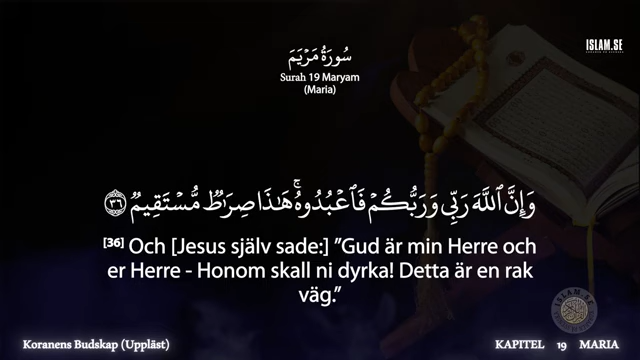 ISLAM.SE
سُورَةُ مَرۡيَمَ
Surah 19 Maryam
(Maria)
وَإِنَّ ٱللَّهَ رَبِّي وَرَبُّكُمۡ فَٱعۡبُدُوهُۚ هَٰذَا صِرَٰطٞ مُّسۡتَقِيمٞ ٣٦
[36] Och [Jesus själv sade:] ”Gud är min Herre och
er Herre - Honom skall ni dyrka! Detta är en rak
väg.”
ISLAM.SE
Koranens Budskap (Uppläst)
KAPITEL 19 MARIA